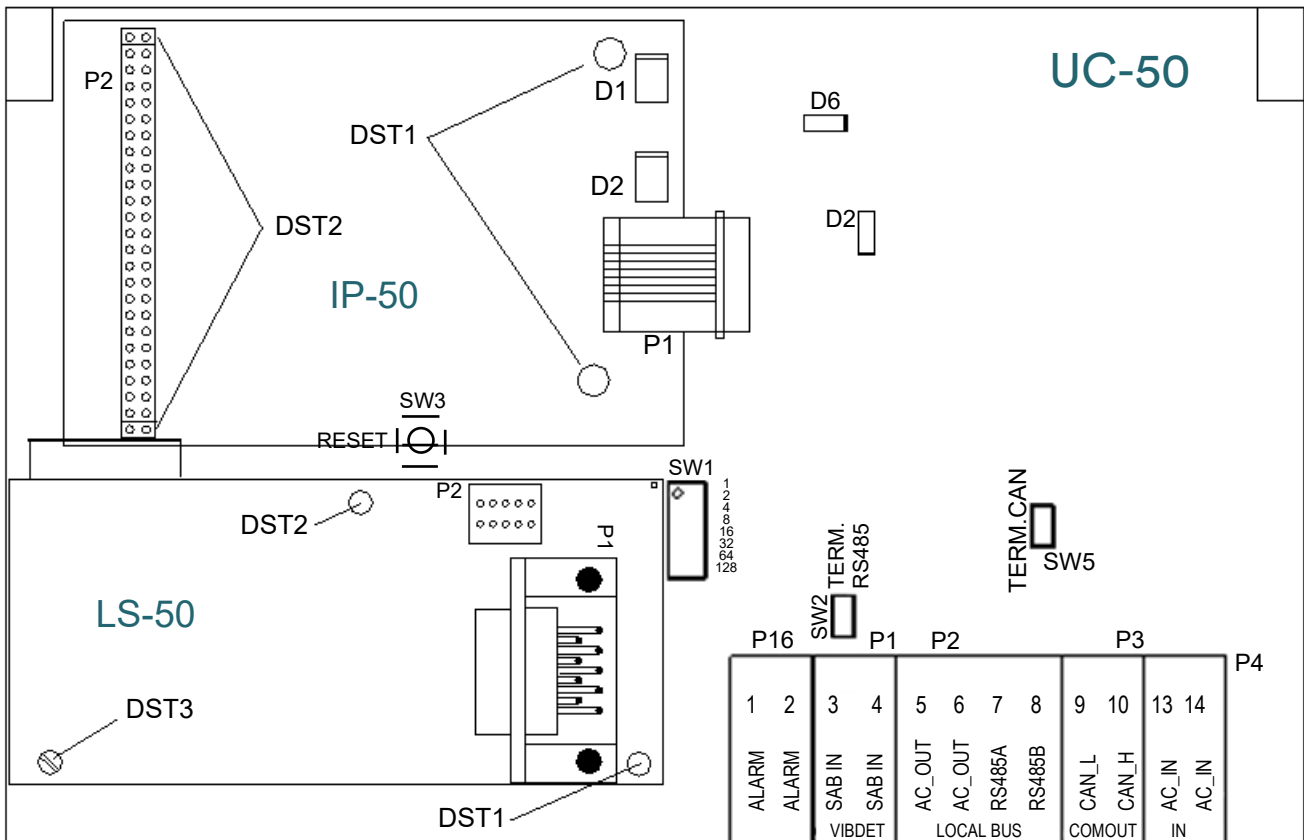 UC-50
P2
D1
D6
DST1
D2
D2
DST2
IP-50
P1
SW3
RESET
SW1
P2
1
2
4
8
16
32
64
128
DST2
P1
TERM.
RS485
TERM.CAN
SW5
SW2
LS-50
P16
P1
P2
P3
P4
DST3
1 2 3 4 5 6 7 8 9 10 13 14
ALARM
ALARM
SAB IN
SAB IN
AC_OUT
AC_OUT
RS485A
RS485B
CAN_L
CAN_H
AC_IN
AC_IN
DST1
VIBDET
LOCAL BUS
COMOUT
IN